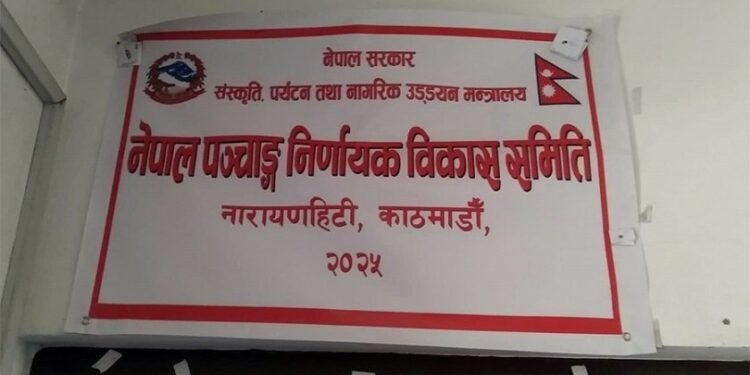 नेपाल सरकार
संस्कृति, पर्यटन तथा नागरिक उड्डयन मन्त्रालय
नेपाल पञ्चाङ्ग निर्णायक विकास समिति
नारायणहिटी, काठमाडौँ,
२०२५